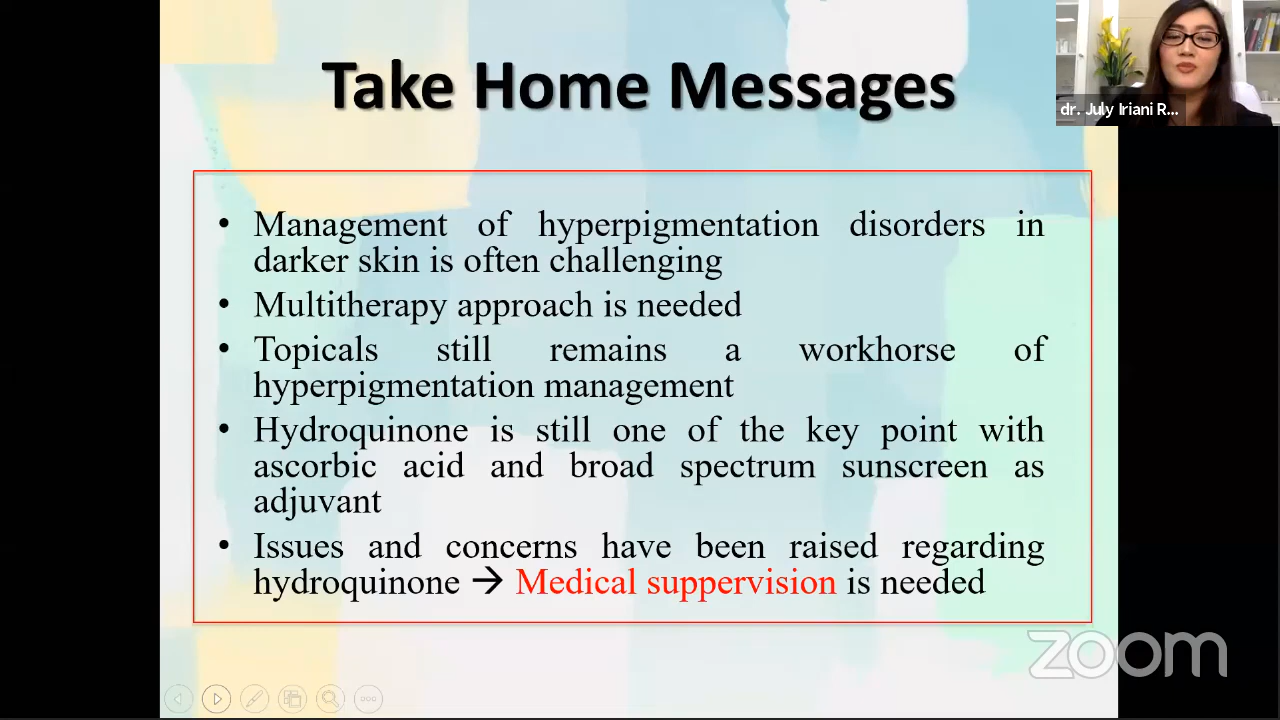 Take Home Messages
dr. July Iriani R...
• Management of hyperpigmentation disorders in
darker skin is often challenging
• Multitherapy approach is needed
• Topicals still remains a workhorse of
hyperpigmentation management
• Hydroquinone is still one of the key point with
ascorbic acid and broad spectrum sunscreen as
adjuvant
• Issues and concerns have been raised regarding
hydroquinone → Medical suppervision is needed
zoom